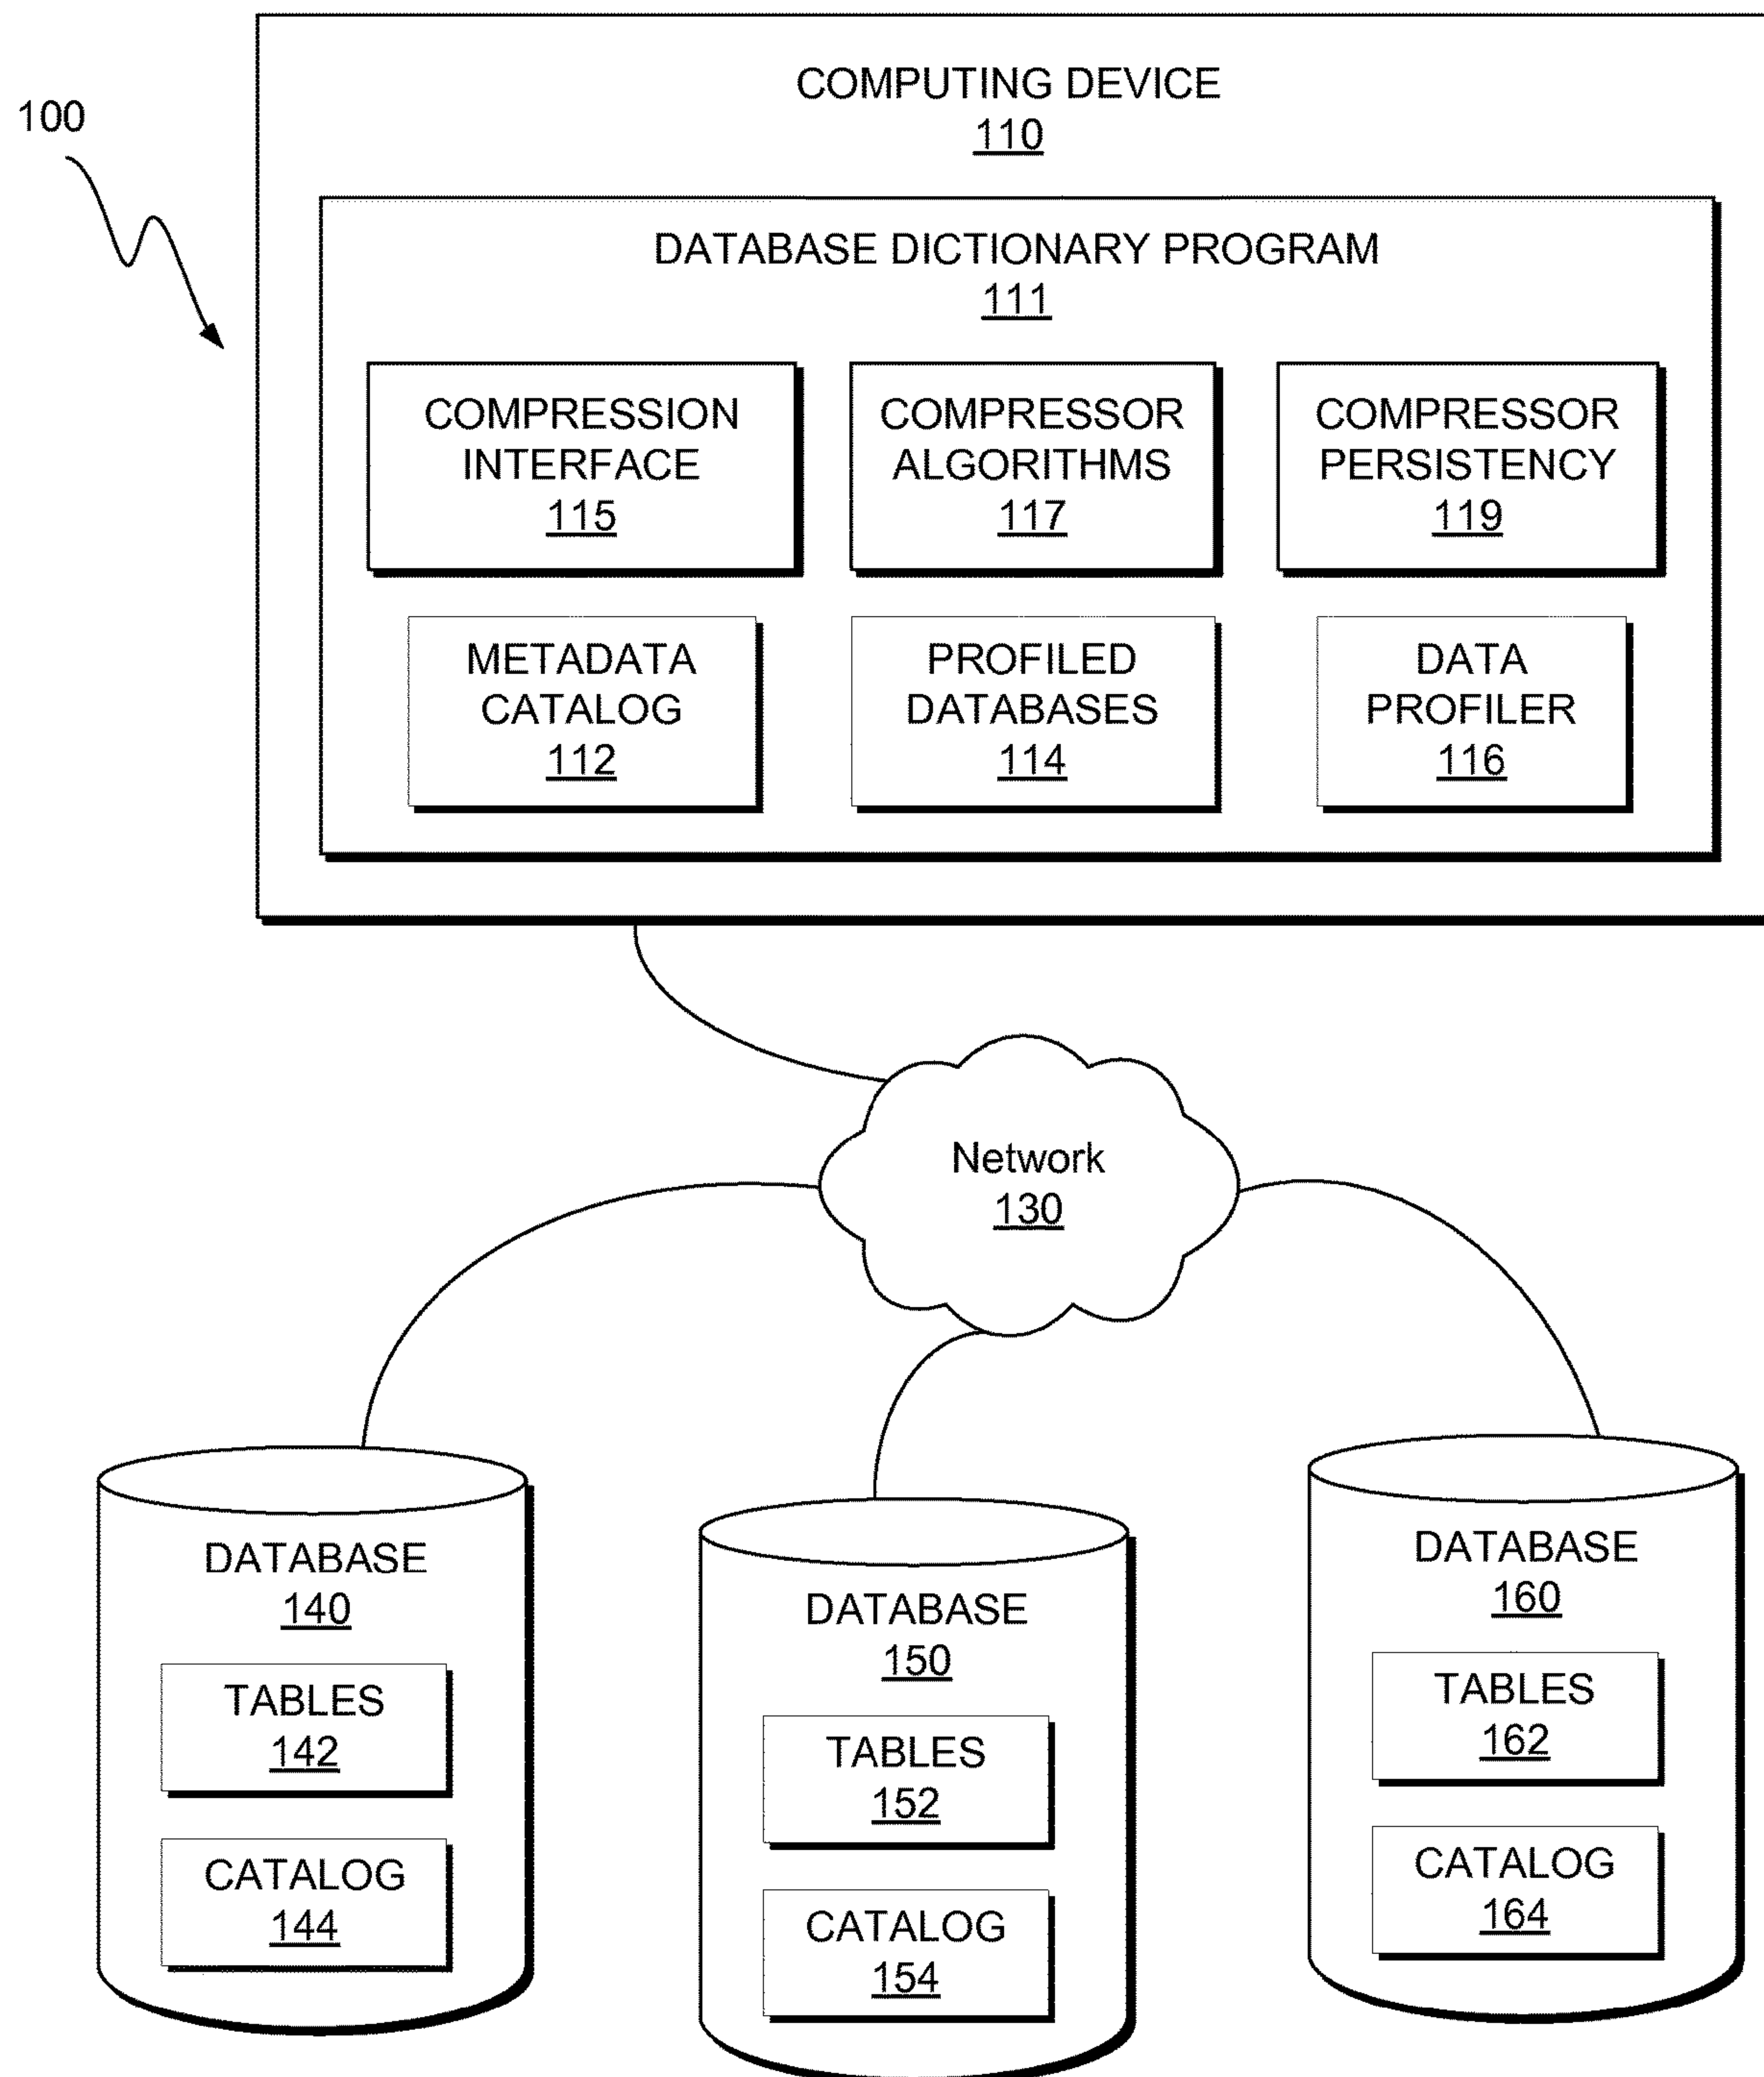 100
COMPUTING DEVICE
110
DATABASE DICTIONARY PROGRAM
111
COMPRESSION
INTERFACE
115
COMPRESSOR
ALGORITHMS
117
COMPRESSOR
PERSISTENCY
119
METADATA
CATALOG
112
PROFILED
DATABASES
114
DATA
PROFILER
116
Network
130
DATABASE
140
TABLES
142
CATALOG
144
DATABASE
150
TABLES
152
CATALOG
154
DATABASE
160
TABLES
162
CATALOG
164